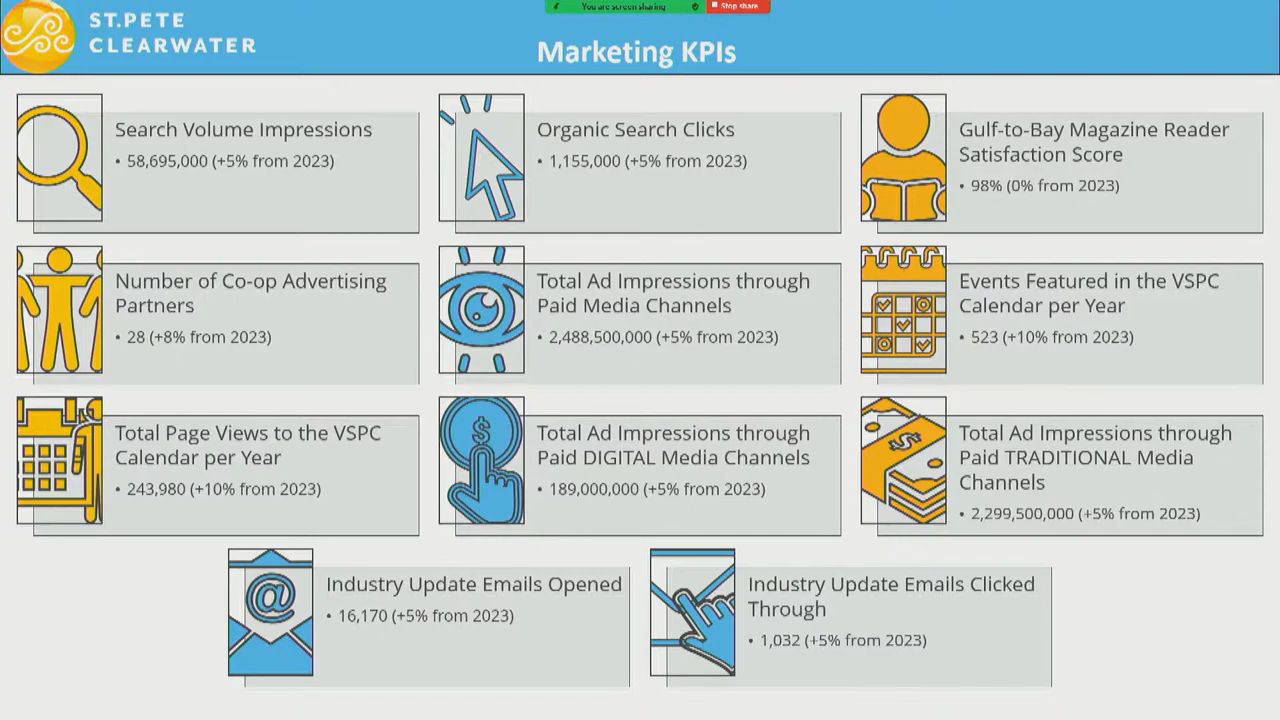 You are screen sharing
Stop share
ST.PETE
CLEARWATER
Marketing KPIs
Search Volume Impressions
• 58,695,000 (+5% from 2023)
Organic Search Clicks
• 1,155,000 (+5% from 2023)
Gulf-to-Bay Magazine Reader
Satisfaction Score
• 98% (0% from 2023)
Number of Co-op Advertising
Partners
• 28 (+8% from 2023)
Total Ad Impressions through
Paid Media Channels
• 2,488,500,000 (+5% from 2023)
Events Featured in the VSPC
Calendar per Year
• 523 (+10% from 2023)
Total Page Views to the VSPC
Calendar per Year
• 243,980 (+10% from 2023)
$
Total Ad Impressions through
Paid DIGITAL Media Channels
• 189,000,000 (+5% from 2023)
$
Total Ad Impressions through
Paid TRADITIONAL Media
Channels
• 2,299,500,000 (+5% from 2023)
@
Industry Update Emails Opened
• 16,170 (+5% from 2023)
Industry Update Emails Clicked
Through
• 1,032 (+5% from 2023)